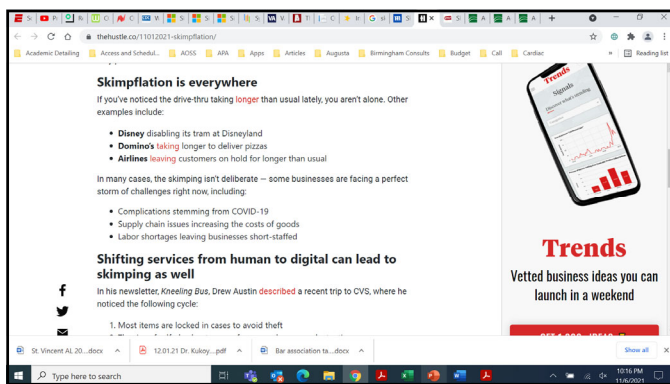 thehustle.co/11012021-skimpflation/
Reading list
Academic Detailing
Access and Schedul...
AOSS
APA
Apps
Articles
Augusta
Birmingham Consults
Budget
Call
Cardiac
Skimpflation is everywhere
If you've noticed the drive-thru taking longer than usual lately, you aren't alone. Other
examples include:
• Disney disabling its tram at Disneyland
• Domino's taking longer to deliver pizzas
• Airlines leaving customers on hold for longer than usual
In many cases, the skimping isn't deliberate — some businesses are facing a perfect
storm of challenges right now, including:
• Complications stemming from COVID-19
• Supply chain issues increasing the costs of goods
• Labor shortages leaving businesses short-staffed
Shifting services from human to digital can lead to
skimping as well
In his newsletter, Kneeling Bus, Drew Austin described a recent trip to CVS, where he
noticed the following cycle:
1. Most items are locked in cases to avoid theft
Trends
Signals
Trends
Vetted business ideas you can
launch in a weekend
St. Vincent AL 20....docx
12.01.21 Dr. Kukoy....pdf
Bar association ta....docx
Show all
Type here to search
10:16 PM
11/6/2021